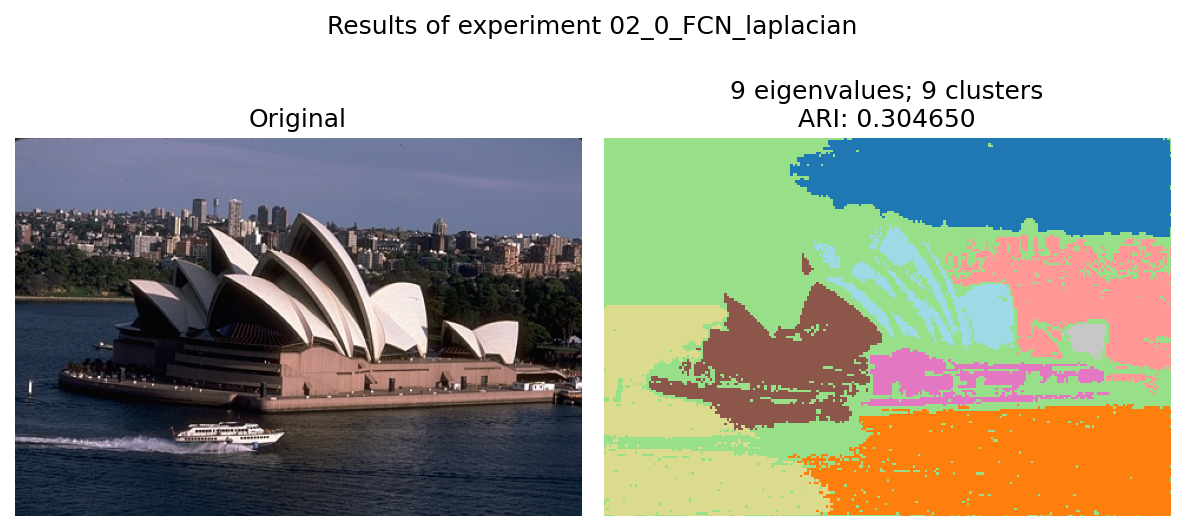 Results of experiment 02_0_FCN_laplacian
Original
9 eigenvalues; 9 clusters
ARI: 0.304650